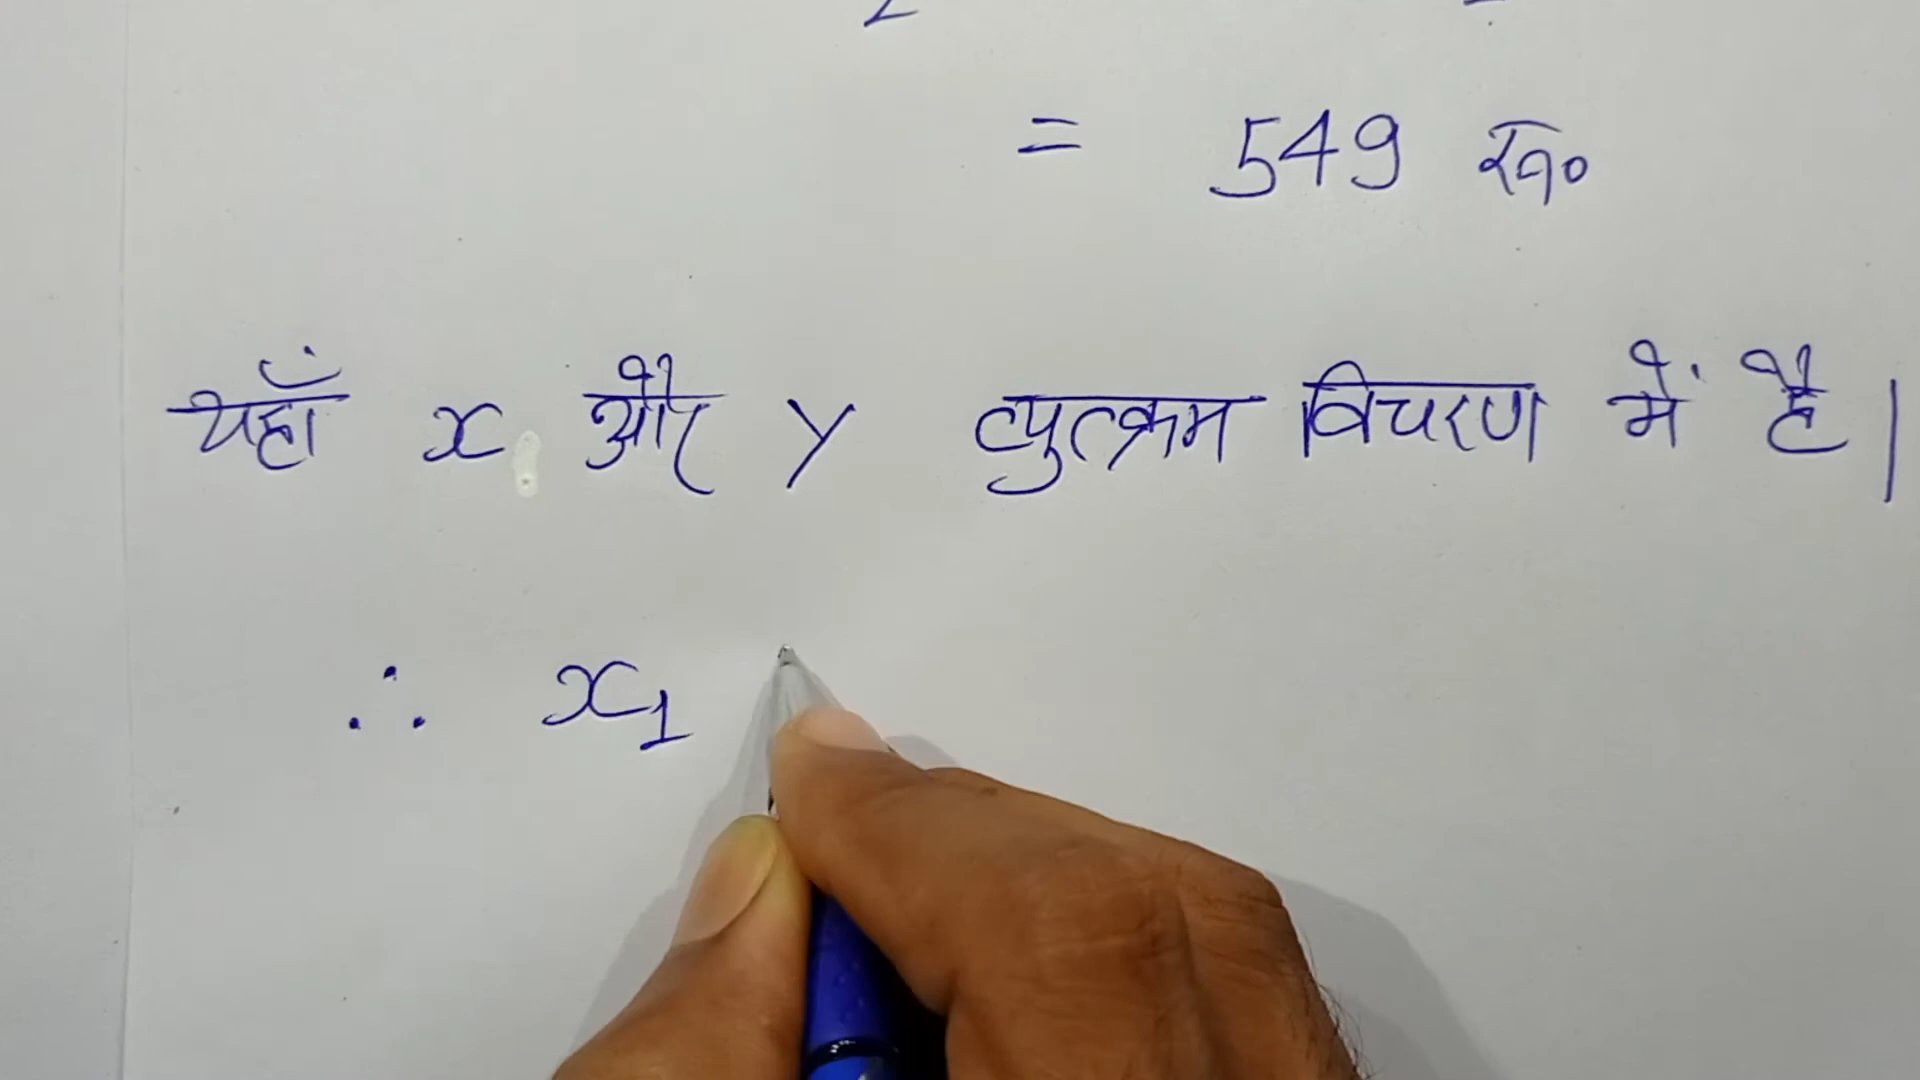 = 549 रू०
यहाँ x और y व्युत्क्रम विचरण में है।
∴ x₁